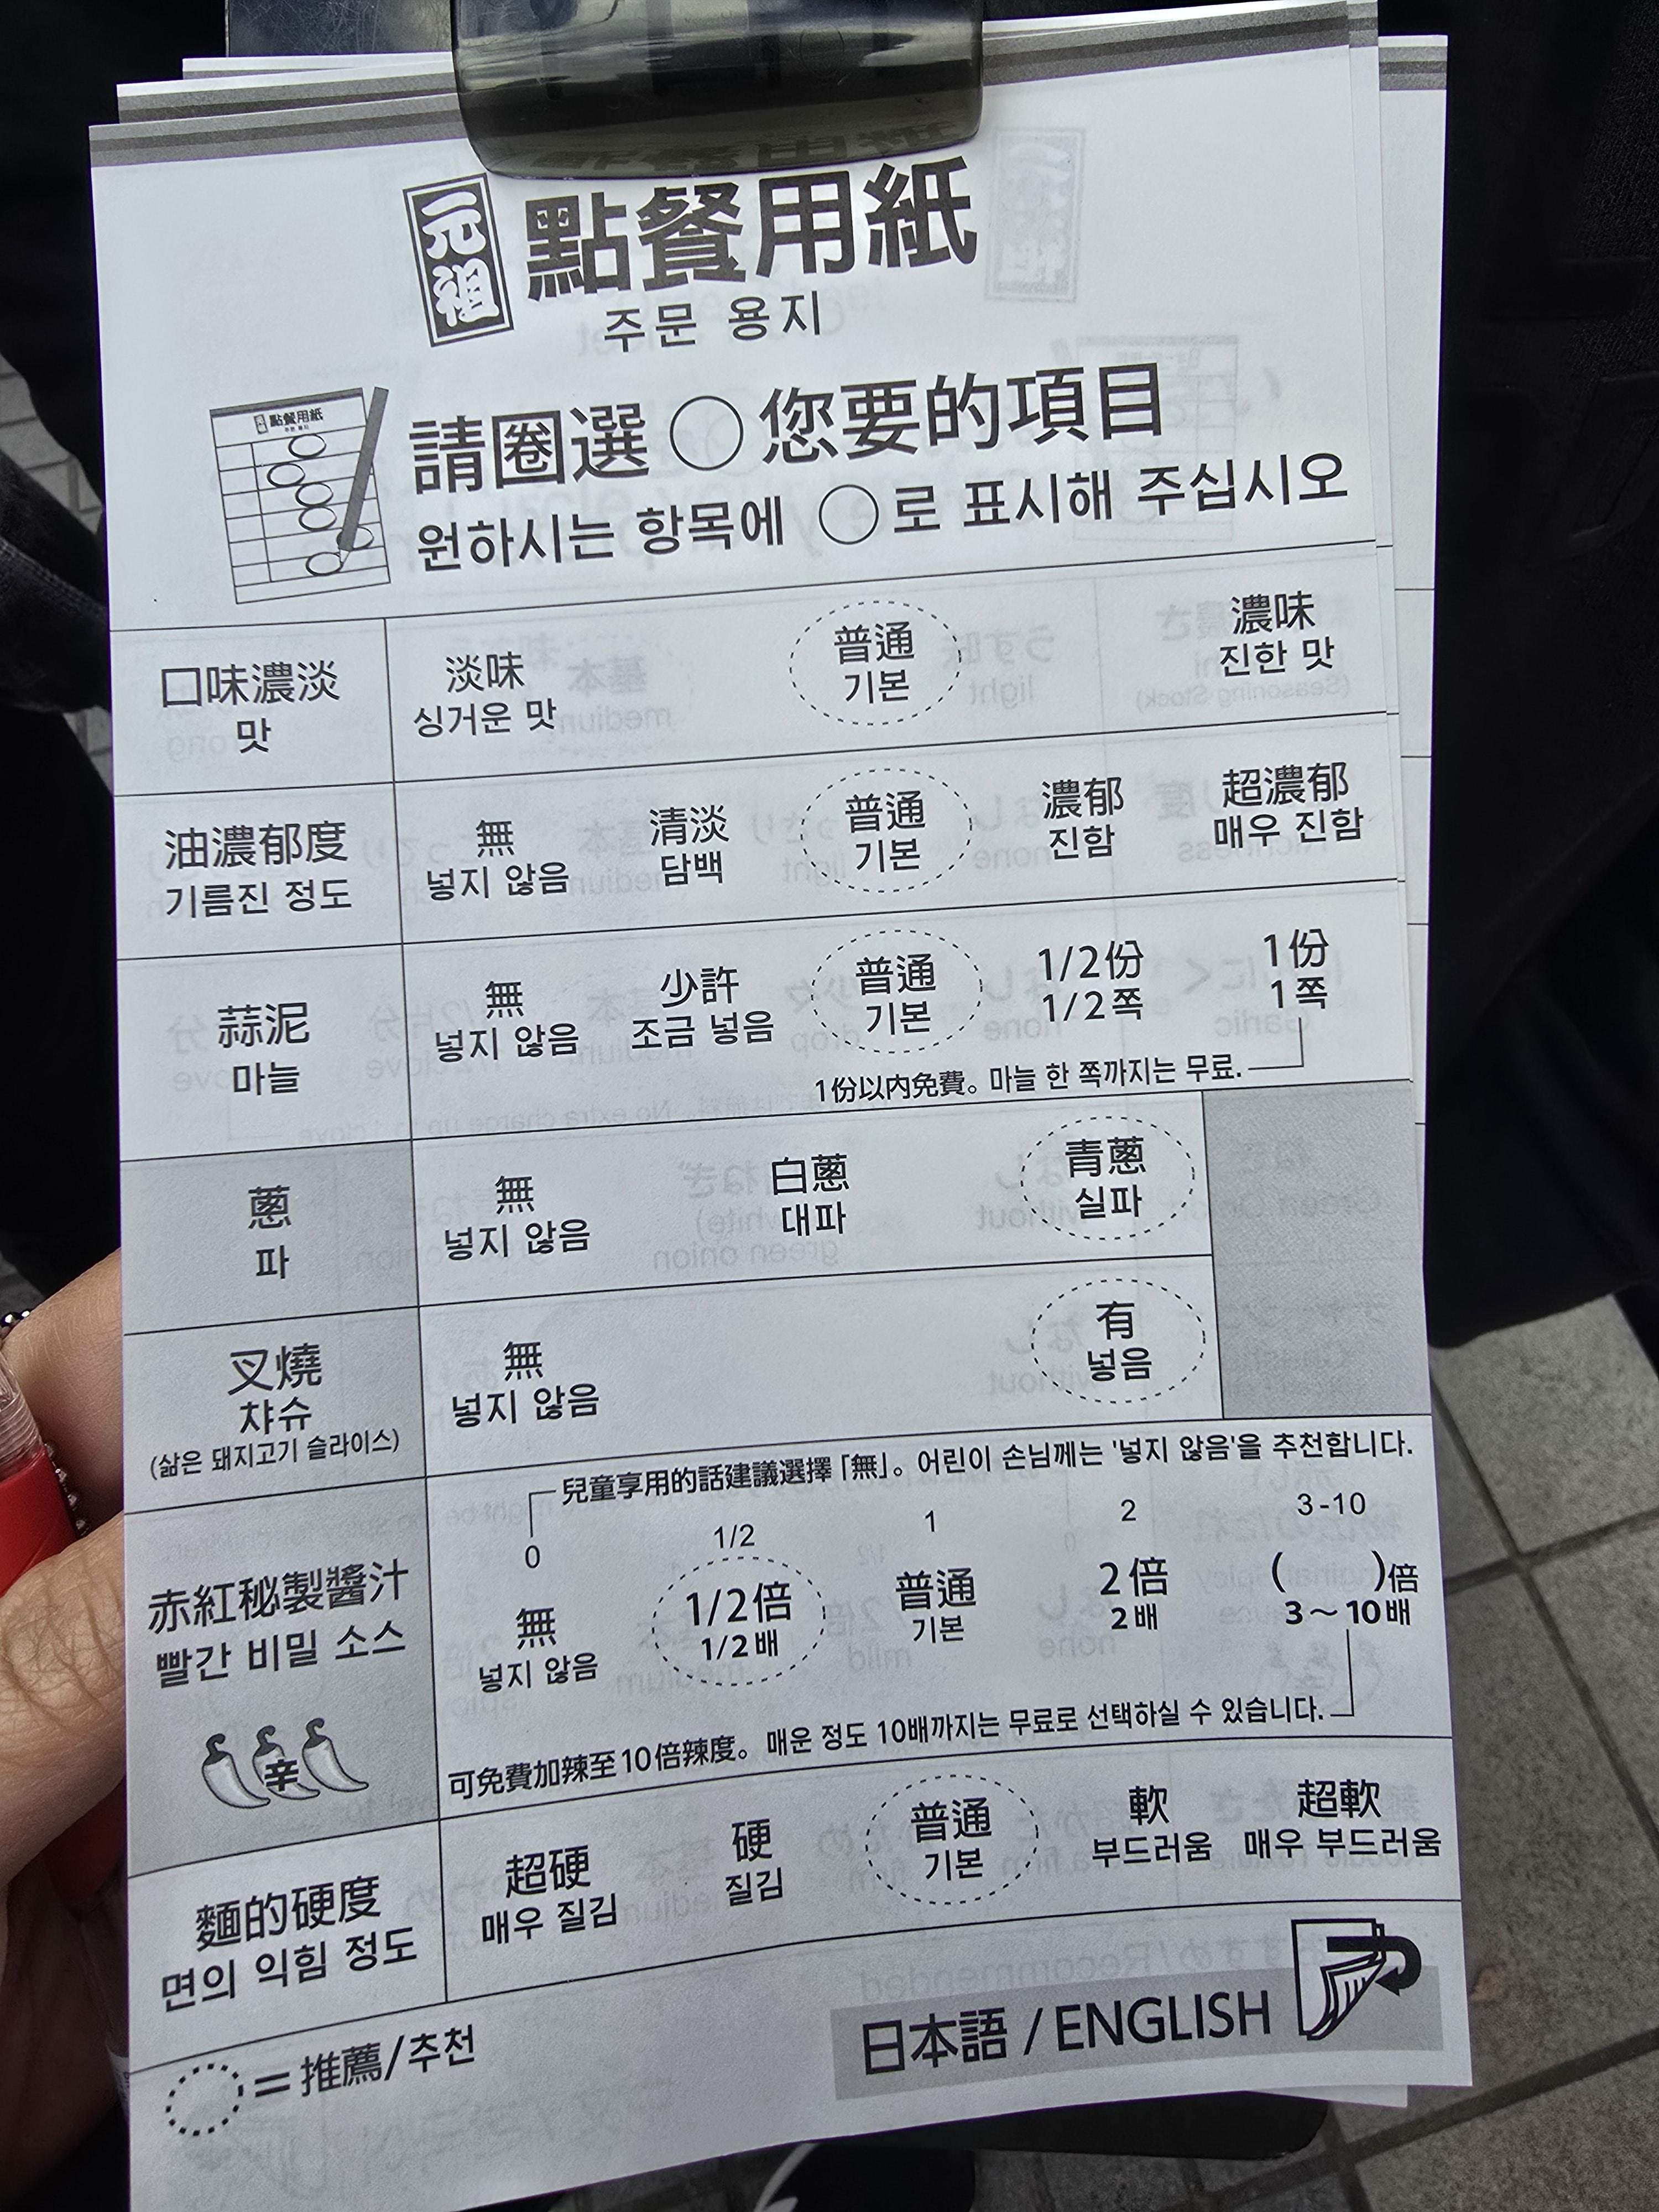 元祖
點餐用紙
주문 용지
點餐用紙
請圈選 ○ 您要的項目
원하시는 항목에 ○로 표시해 주십시오
口味濃淡
맛
淡味
싱거운 맛
普通
기본
濃味
진한 맛
油濃郁度
기름진 정도
無
넣지 않음
清淡
담백
普通
기본
濃郁
진함
超濃郁
매우 진함
蒜泥
마늘
無
넣지 않음
少許
조금 넣음
普通
기본
1/2份
1/2쪽
1份
1쪽
1份以内免費。마늘 한 쪽까지는 무료.
蔥
파
無
넣지 않음
白蔥
대파
青蔥
실파
叉燒
챠슈
(삶은 돼지고기 슬라이스)
無
넣지 않음
有
넣음
兒童享用的話建議選擇「無」。어린이 손님께는 '넣지 않음'을 추천합니다.
赤紅秘製醬汁
빨간 비밀 소스
辛
0
無
넣지 않음
1/2
1/2倍
1/2배
1
普通
기본
2
2倍
2배
3-10
( )倍
3~10배
可免費加辣至10倍辣度。매운 정도 10배까지는 무료로 선택하실 수 있습니다.
麵的硬度
면의 익힘 정도
超硬
매우 질김
硬
질김
普通
기본
軟
부드러움
超軟
매우 부드러움
= 推薦/추천
日本語 / ENGLISH